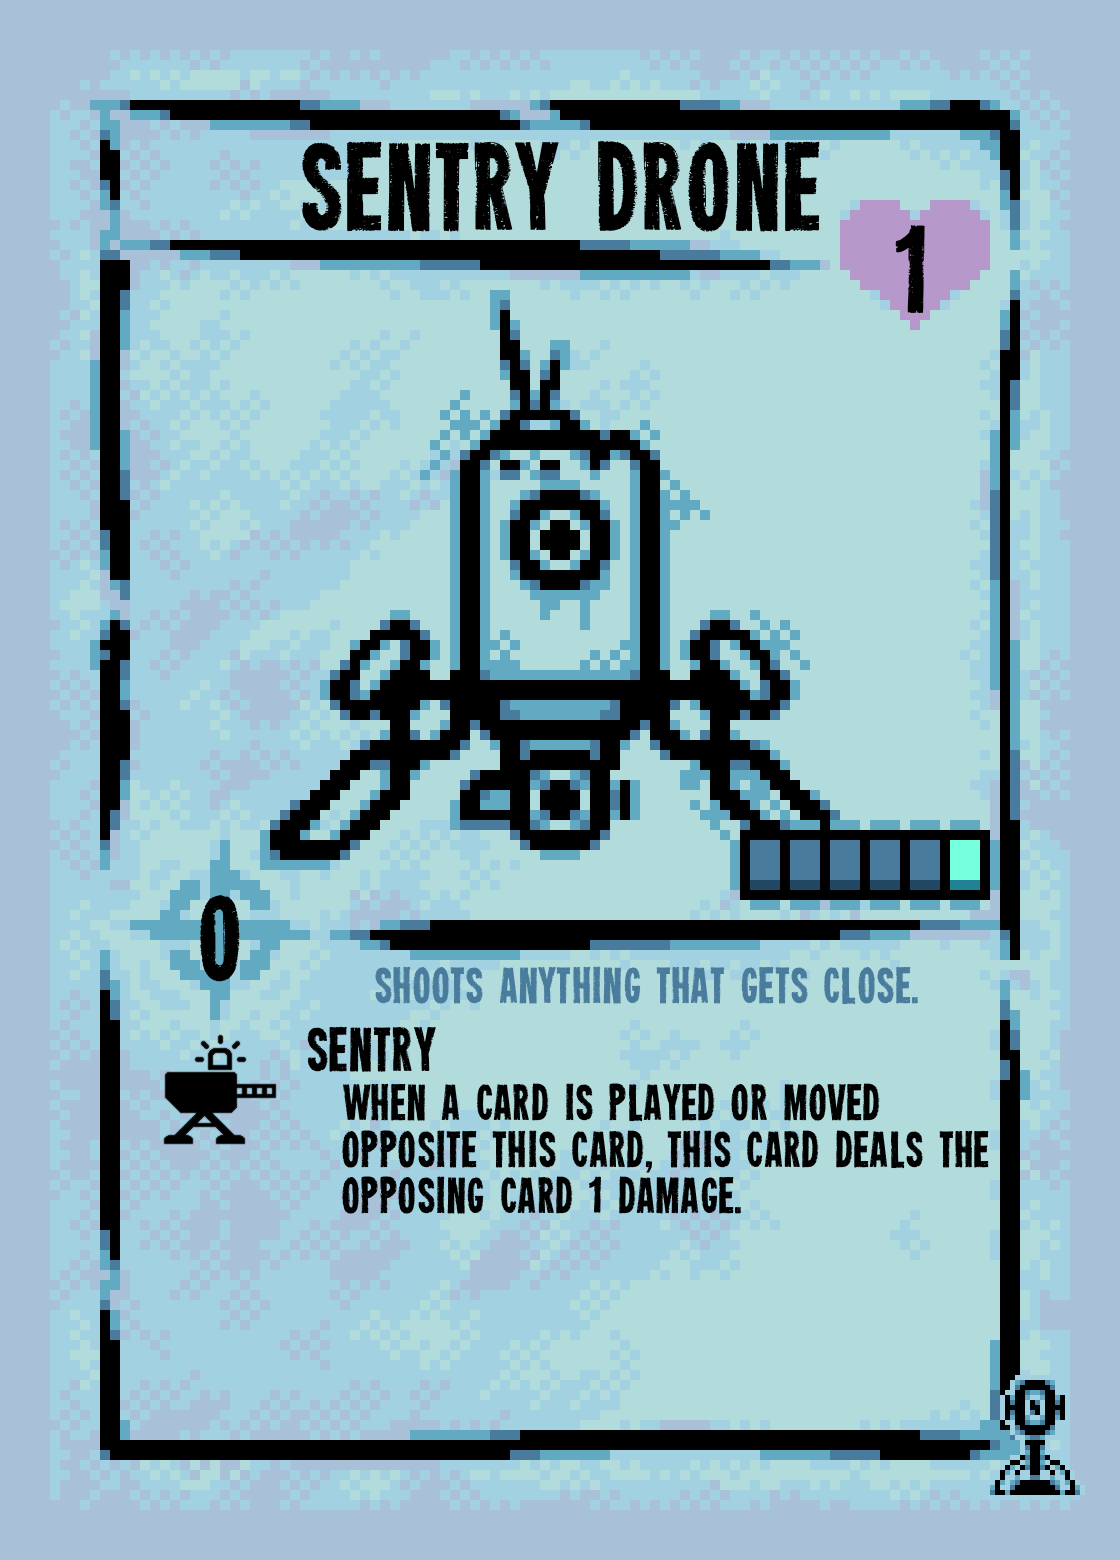 SENTRY DRONE
1
0
SHOOTS ANYTHING THAT GETS CLOSE.
SENTRY
WHEN A CARD IS PLAYED OR MOVED
OPPOSITE THIS CARD, THIS CARD DEALS THE
OPPOSING CARD 1 DAMAGE.